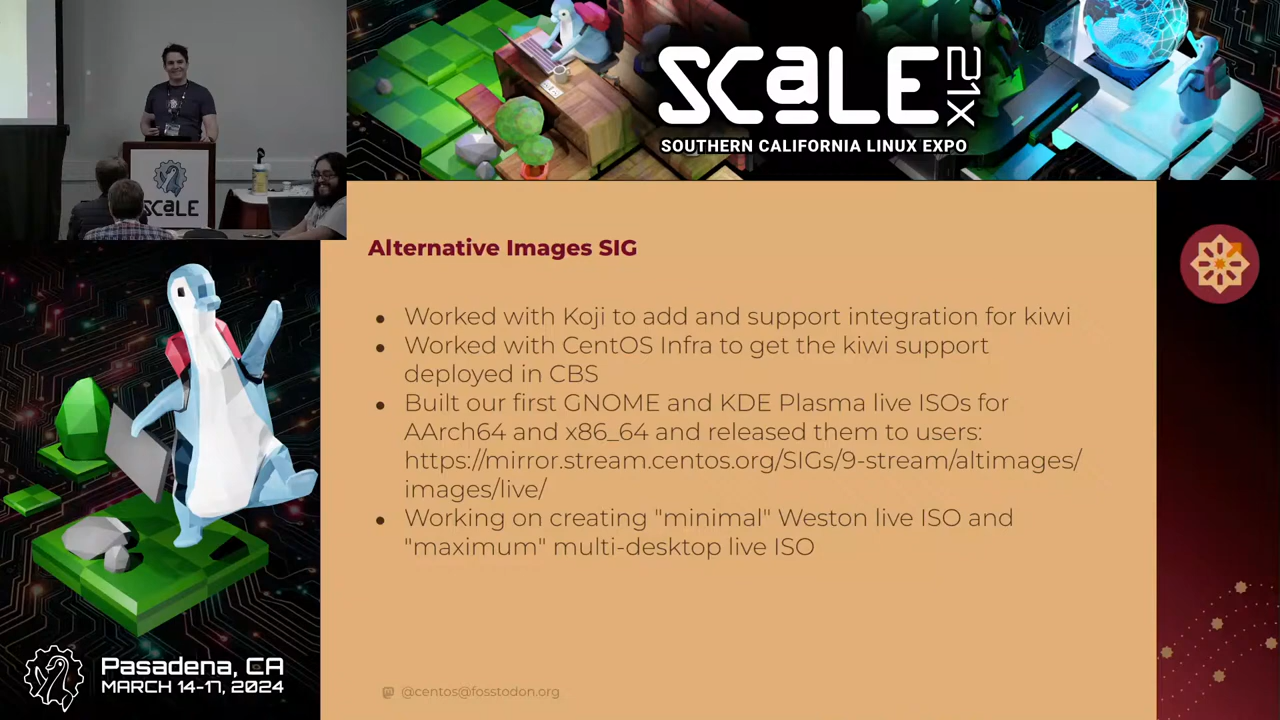 SCaLE 21x
SOUTHERN CALIFORNIA LINUX EXPO
SCaLE
Alternative Images SIG
● Worked with Koji to add and support integration for kiwi
● Worked with CentOS Infra to get the kiwi support
deployed in CBS
● Built our first GNOME and KDE Plasma live ISOs for
AArch64 and x86_64 and released them to users:
https://mirror.stream.centos.org/SIGs/9-stream/altimages/
images/live/
● Working on creating "minimal" Weston live ISO and
"maximum" multi-desktop live ISO
@centos@fosstodon.org
Pasadena, CA
MARCH 14-17, 2024